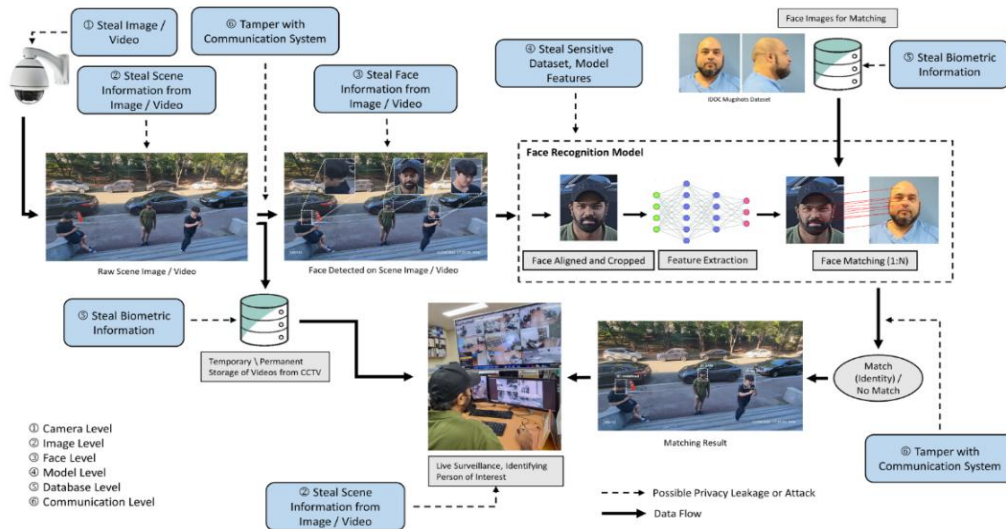 ① Steal Image /
Video
⑥ Tamper with
Communication System
② Steal Scene
Information from
Image / Video
③ Steal Face
Information from
Image / Video
④ Steal Sensitive
Dataset, Model
Features
Face Images for Matching
IDOC Mugshots Dataset
⑤ Steal Biometric
Information
Face Recognition Model
Raw Scene Image / Video
Face Detected on Scene Image / Video
Face Aligned and Cropped
Feature Extraction
Face Matching (1:N)
⑤ Steal Biometric
Information
Temporary \ Permanent
Storage of Videos from CCTV
Match
(Identity) /
No Match
Matching Result
Live Surveillance, Identifying
Person of Interest
⑥ Tamper with
Communication System
② Steal Scene
Information from
Image / Video
① Camera Level
② Image Level
③ Face Level
④ Model Level
⑤ Database Level
⑥ Communication Level
Possible Privacy Leakage or Attack
Data Flow